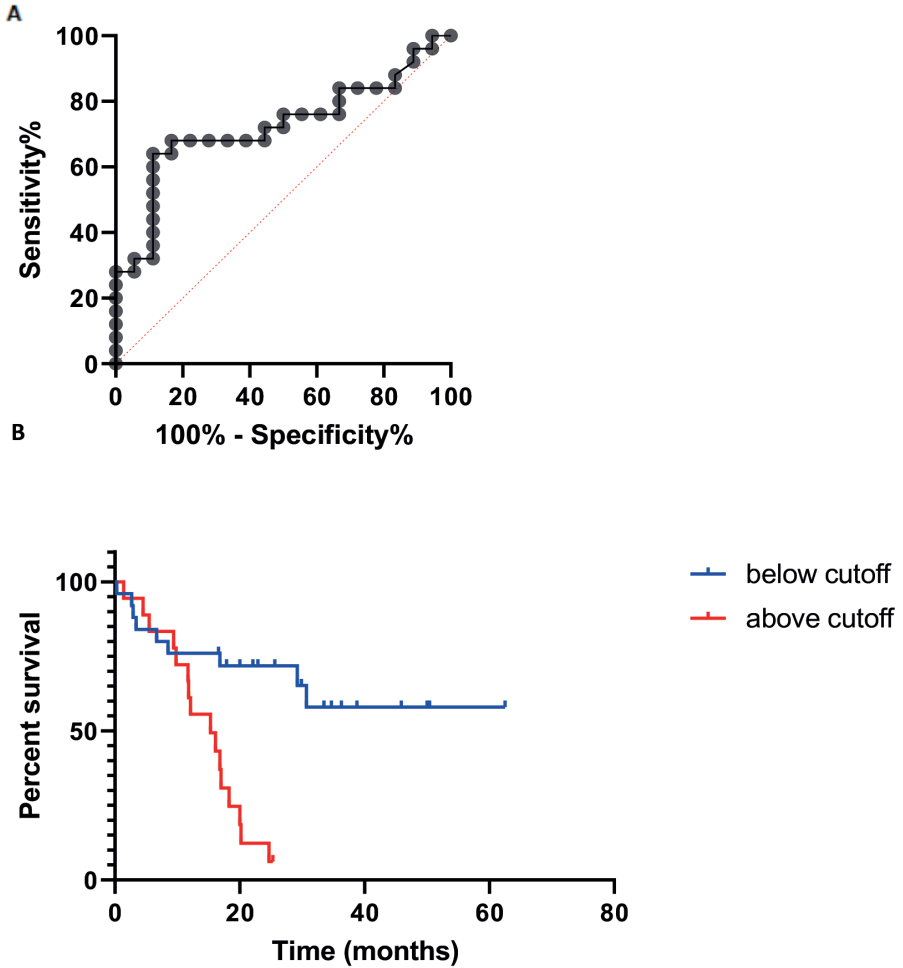 A
100
80
60
40
20
0
Sensitivity%
0 20 40 60 80 100
100% - Specificity%
B
below cutoff
above cutoff
100
50
0
Percent survival
0 20 40 60 80
Time (months)